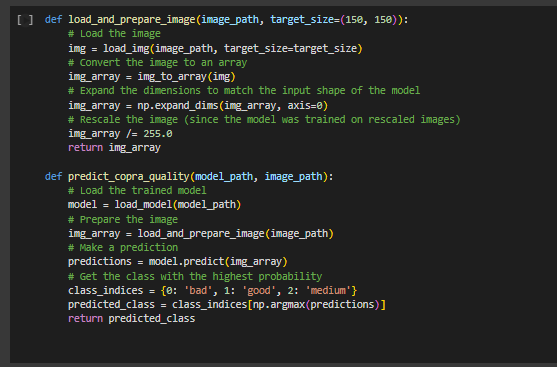 [ ] def load_and_prepare_image(image_path, target_size=(150, 150)):
# Load the image
img = load_img(image_path, target_size=target_size)
# Convert the image to an array
img_array = img_to_array(img)
# Expand the dimensions to match the input shape of the model
img_array = np.expand_dims(img_array, axis=0)
# Rescale the image (since the model was trained on rescaled images)
img_array /= 255.0
return img_array
def predict_copra_quality(model_path, image_path):
# Load the trained model
model = load_model(model_path)
# Prepare the image
img_array = load_and_prepare_image(image_path)
# Make a prediction
predictions = model.predict(img_array)
# Get the class with the highest probability
class_indices = {0: 'bad', 1: 'good', 2: 'medium'}
predicted_class = class_indices[np.argmax(predictions)]
return predicted_class